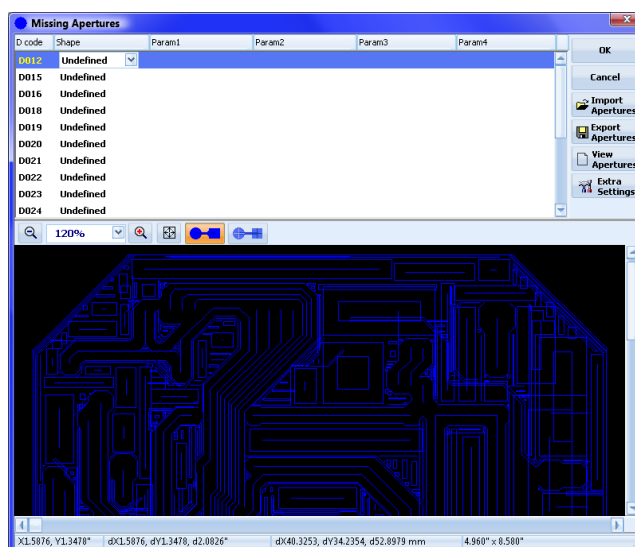 Missing Apertures
D code Shape Param1 Param2 Param3 Param4
D012 Undefined
D015 Undefined
D016 Undefined
D018 Undefined
D019 Undefined
D020 Undefined
D021 Undefined
D022 Undefined
D023 Undefined
D024 Undefined
OK
Cancel
Import
Apertures
Export
Apertures
View
Apertures
Extra
Settings
120%
X1.5876, Y1.3478" dX1.5876, dY1.3478, d2.0826" dX40.3253, dY34.2354, d52.8979 mm 4.960" x 8.580"